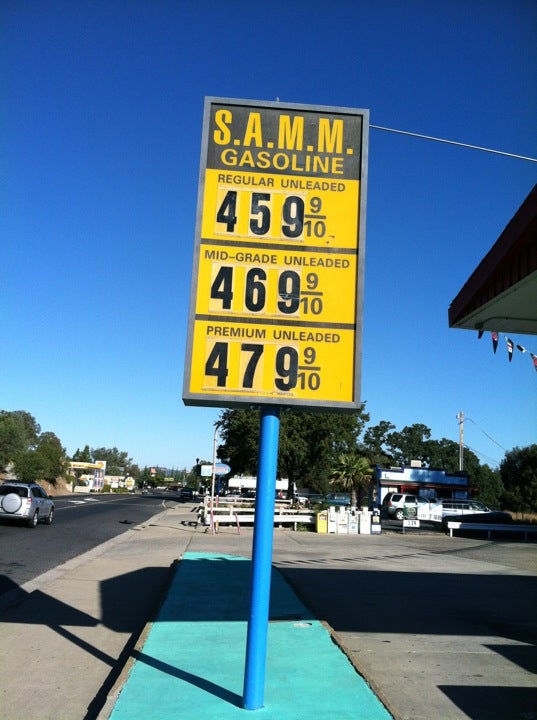 S.A.M.M.
GASOLINE
REGULAR UNLEADED
459 9/10
MID-GRADE UNLEADED
469 9/10
PREMIUM UNLEADED
479 9/10